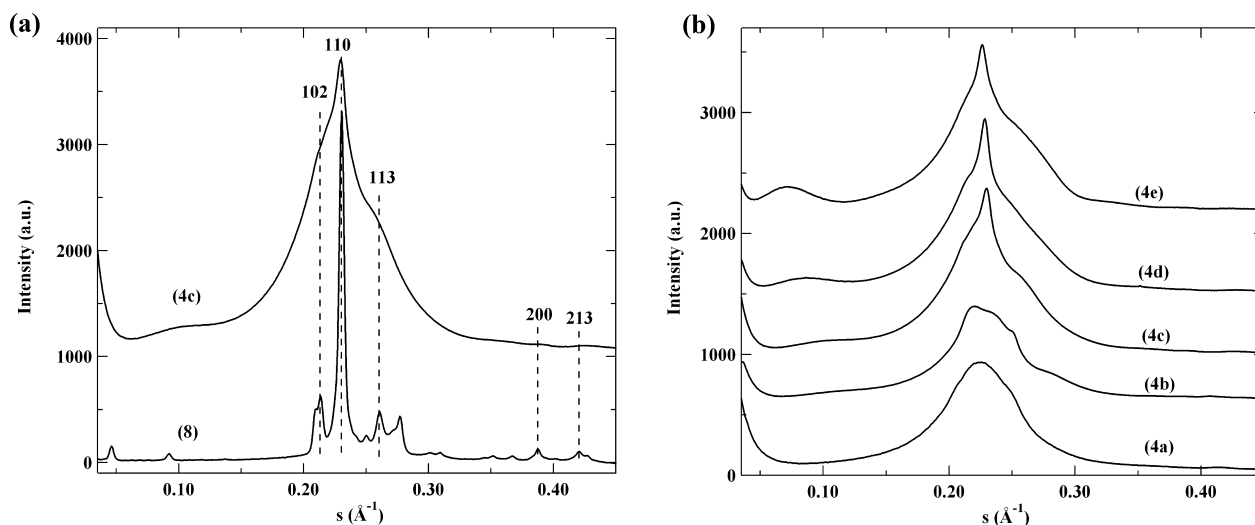 (a)
4000
3000
2000
1000
0
Intensity (a.u.)
110
102
113
(4c)
200
213
(8)
0.10
0.20
0.30
0.40
s (Å-1)
(b)
3000
2000
1000
0
Intensity (a.u.)
(4e)
(4d)
(4c)
(4b)
(4a)
0.10
0.20
0.30
0.40
s (Å-1)